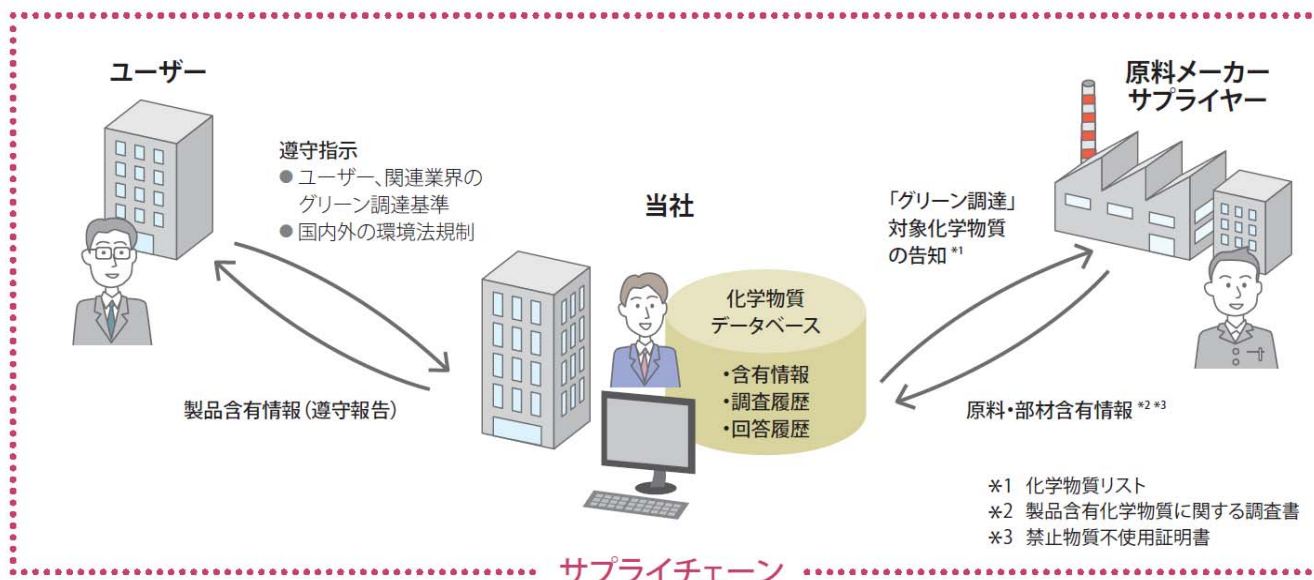 ユーザー
遵守指示
● ユーザー、関連業界の
グリーン調達基準
● 国内外の環境法規制
製品含有情報(遵守報告)
当社
化学物質
データベース
・含有情報
・調査履歴
・回答履歴
原料メーカー
サプライヤー
「グリーン調達」
対象化学物質
の告知 *1
原料・部材含有情報 *2 *3
*1 化学物質リスト
*2 製品含有化学物質に関する調査書
*3 禁止物質不使用証明書
サプライチェーン